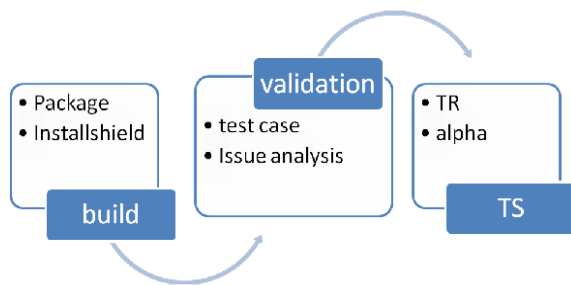 • Package
• Installshield
build
validation
• test case
• Issue analysis
• TR
• alpha
TS